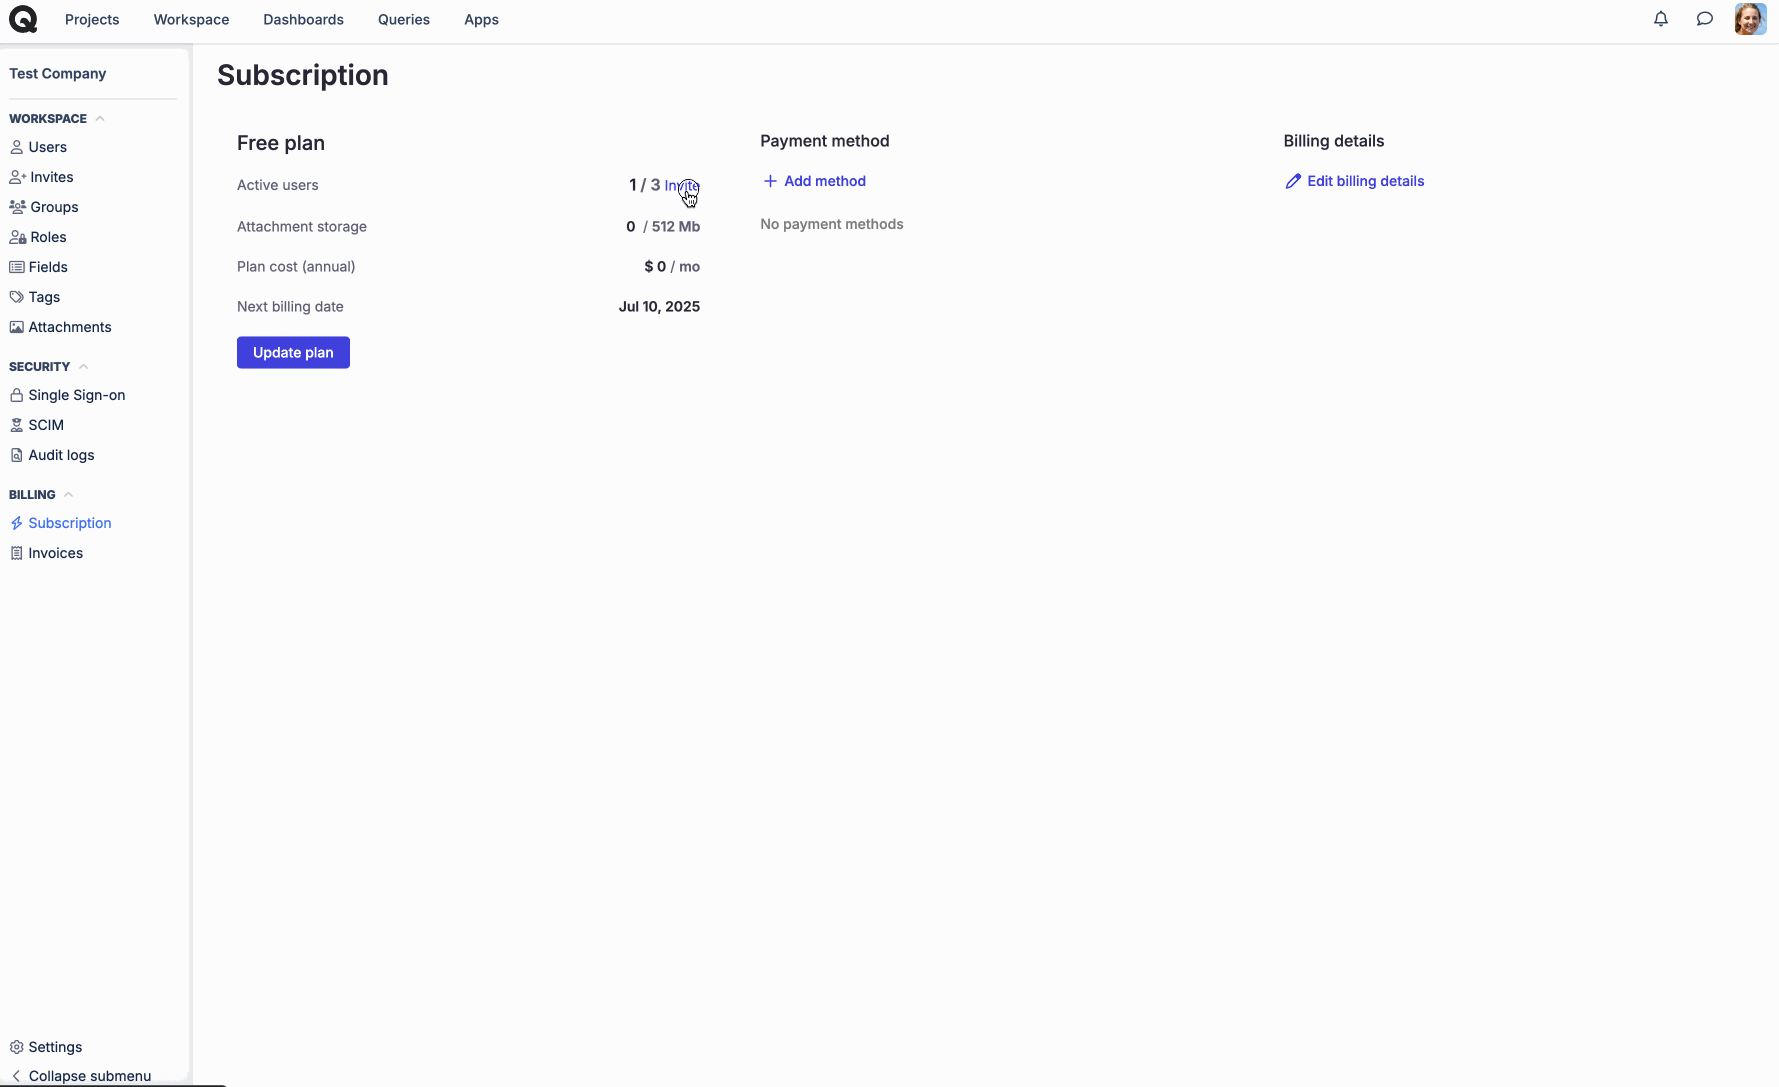 Projects Workspace Dashboards Queries Apps
Test Company
WORKSPACE
Users
Invites
Groups
Roles
Fields
Tags
Attachments
SECURITY
Single Sign-on
SCIM
Audit logs
BILLING
Subscription
Invoices
Settings
Collapse submenu
Subscription
Free plan
Active users 1 / 3 Invite
Attachment storage 0 / 512 Mb
Plan cost (annual) $ 0 / mo
Next billing date Jul 10, 2025
Update plan
Payment method
Add method
No payment methods
Billing details
Edit billing details